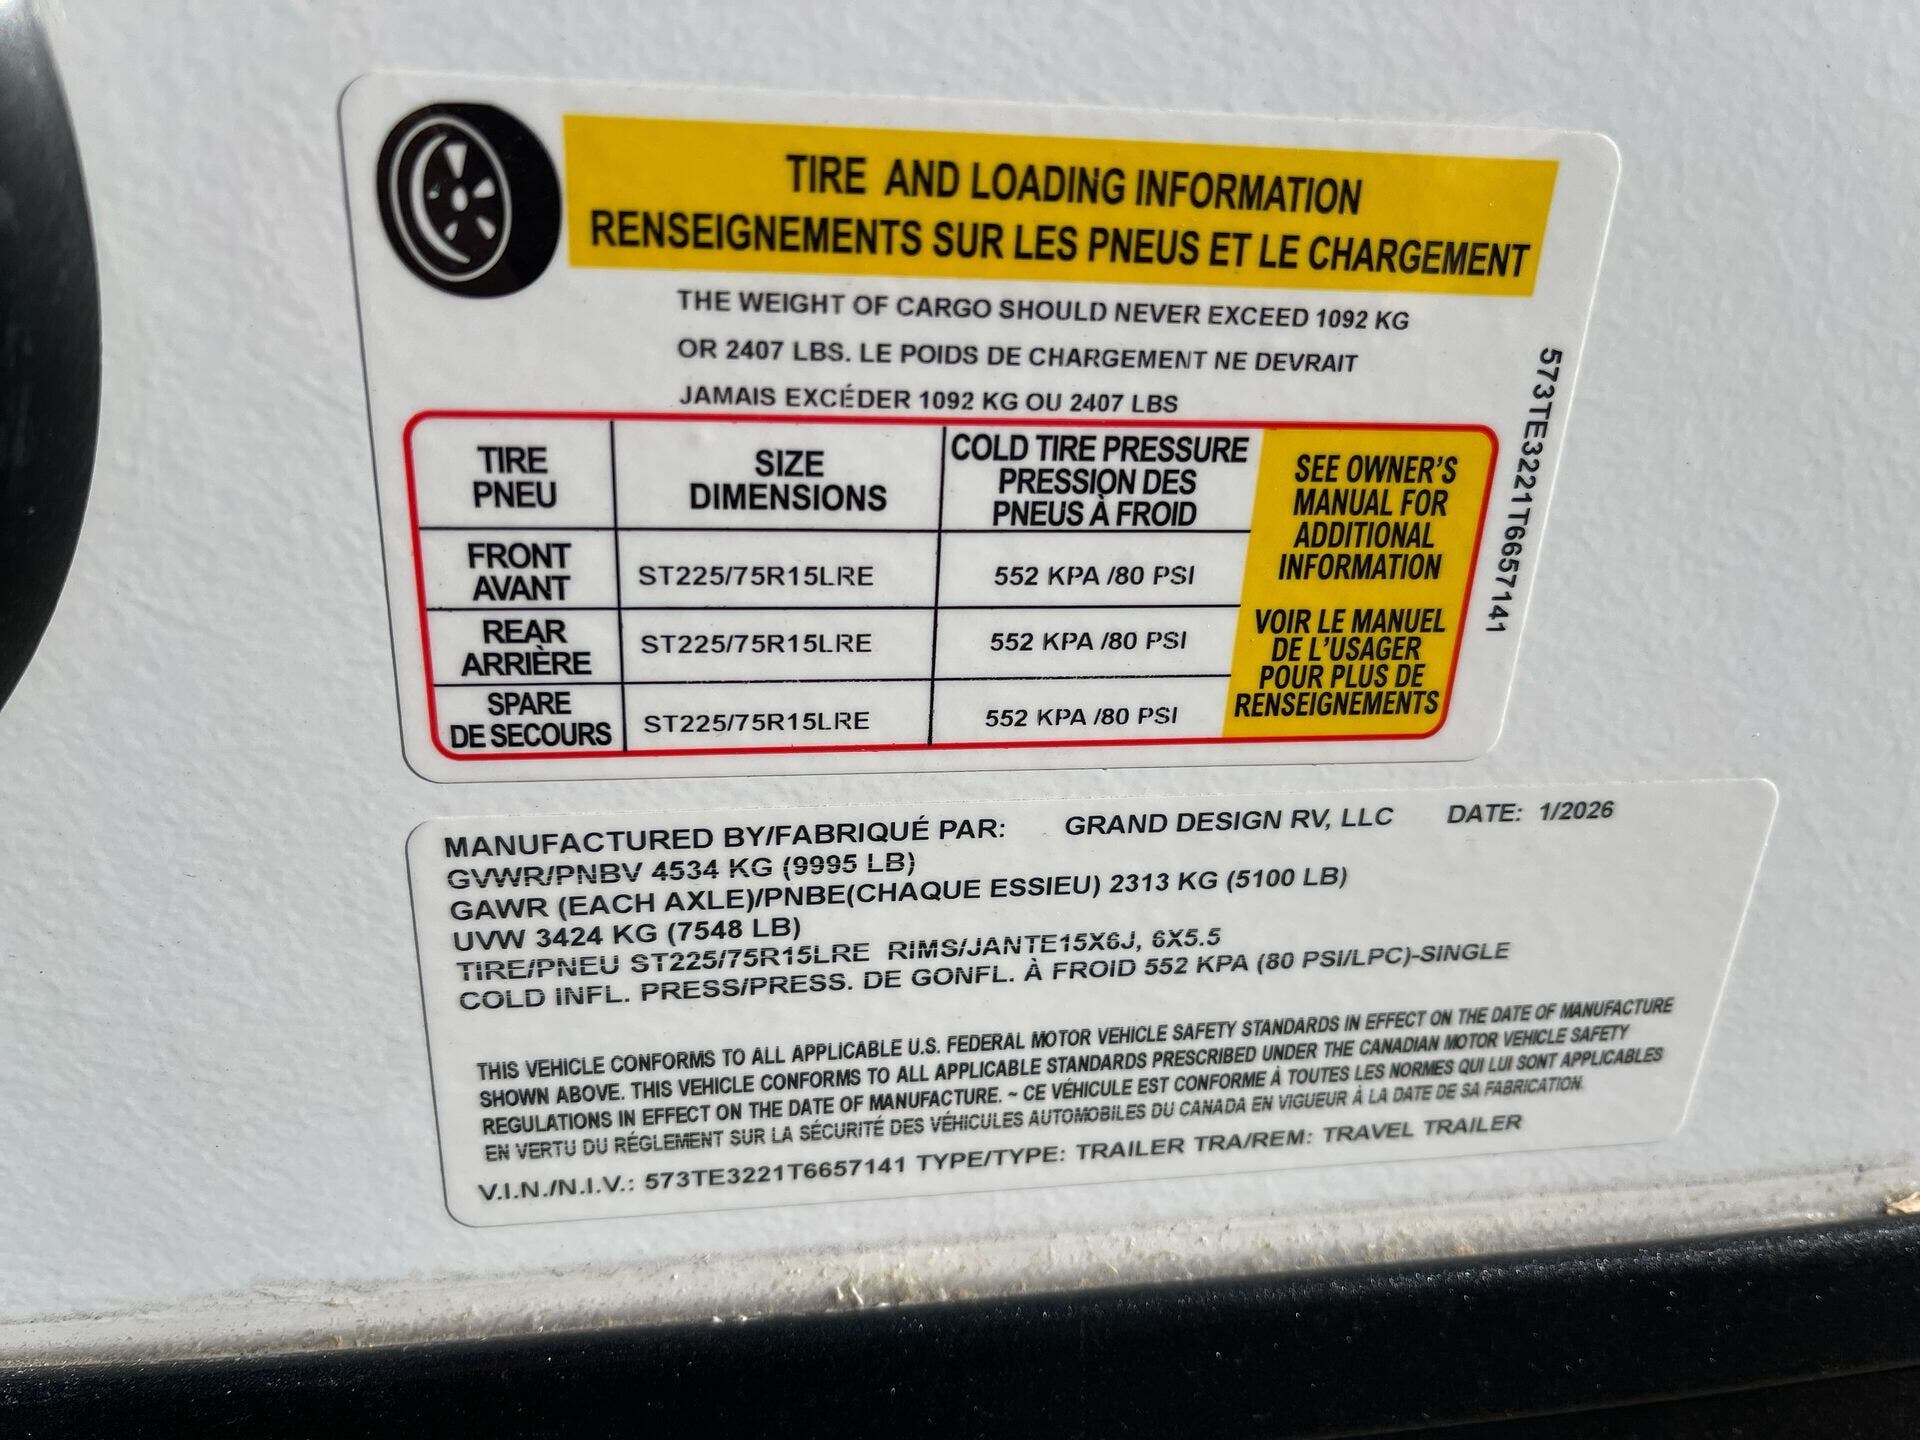 TIRE AND LOADING INFORMATION
RENSEIGNEMENTS SUR LES PNEUS ET LE CHARGEMENT
THE WEIGHT OF CARGO SHOULD NEVER EXCEED 1092 KG
OR 2407 LBS. LE POIDS DE CHARGEMENT NE DEVRAIT
JAMAIS EXCÉDER 1092 KG OU 2407 LBS
TIRE
PNEU
SIZE
DIMENSIONS
COLD TIRE PRESSURE
PRESSION DES
PNEUS À FROID
FRONT
AVANT
ST225/75R15LRE
552 KPA /80 PSI
REAR
ARRIÈRE
ST225/75R15LRE
552 KPA /80 PSI
SPARE
DE SECOURS
ST225/75R15LRE
552 KPA /80 PSI
SEE OWNER'S
MANUAL FOR
ADDITIONAL
INFORMATION
VOIR LE MANUEL
DE L'USAGER
POUR PLUS DE
RENSEIGNEMENTS
573TE3221T6657141
MANUFACTURED BY/FABRIQUÉ PAR: GRAND DESIGN RV, LLC DATE: 1/2026
GVWR/PNBV 4534 KG (9995 LB)
GAWR (EACH AXLE)/PNBE(CHAQUE ESSIEU) 2313 KG (5100 LB)
UVW 3424 KG (7548 LB)
TIRE/PNEU ST225/75R15LRE RIMS/JANTE15X6J, 6X5.5
COLD INFL. PRESS/PRESS. DE GONFL. À FROID 552 KPA (80 PSI/LPC)-SINGLE
THIS VEHICLE CONFORMS TO ALL APPLICABLE U.S. FEDERAL MOTOR VEHICLE SAFETY STANDARDS IN EFFECT ON THE DATE OF MANUFACTURE
SHOWN ABOVE. THIS VEHICLE CONFORMS TO ALL APPLICABLE STANDARDS PRESCRIBED UNDER THE CANADIAN MOTOR VEHICLE SAFETY
REGULATIONS IN EFFECT ON THE DATE OF MANUFACTURE. ~ CE VÉHICULE EST CONFORME À TOUTES LES NORMES QUI LUI SONT APPLICABLES
EN VERTU DU RÉGLEMENT SUR LA SÉCURITÉ DES VÉHICULES AUTOMOBILES DU CANADA EN VIGUEUR À LA DATE DE SA FABRICATION.
V.I.N./N.I.V.: 573TE3221T6657141 TYPE/TYPE: TRAILER TRA/REM: TRAVEL TRAILER